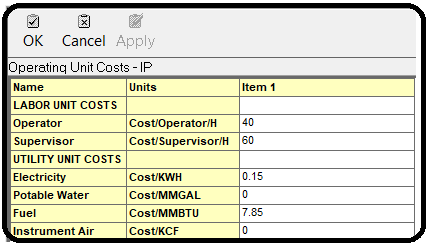 OK Cancel Apply
Operating Unit Costs - IP
Name Units Item 1
LABOR UNIT COSTS
Operator Cost/Operator/H 40
Supervisor Cost/Supervisor/H 60
UTILITY UNIT COSTS
Electricity Cost/KWH 0.15
Potable Water Cost/MMGAL 0
Fuel Cost/MMBTU 7.85
Instrument Air Cost/KCF 0